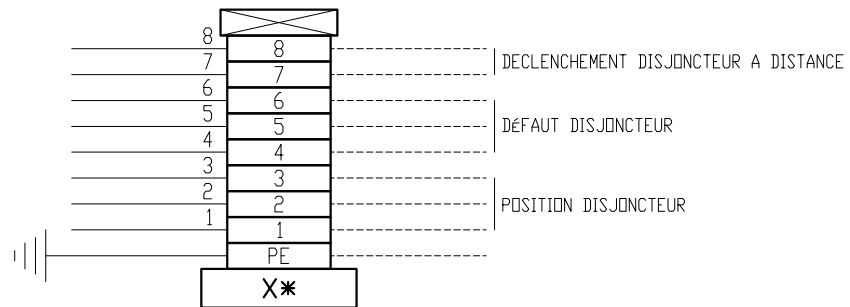 8 8
7 7 DECLENCHEMENT DISJONCTEUR A DISTANCE
6 6
5 5 DéFAUT DISJONCTEUR
4 4
3 3
2 2 POSITION DISJONCTEUR
1 1
PE
X*